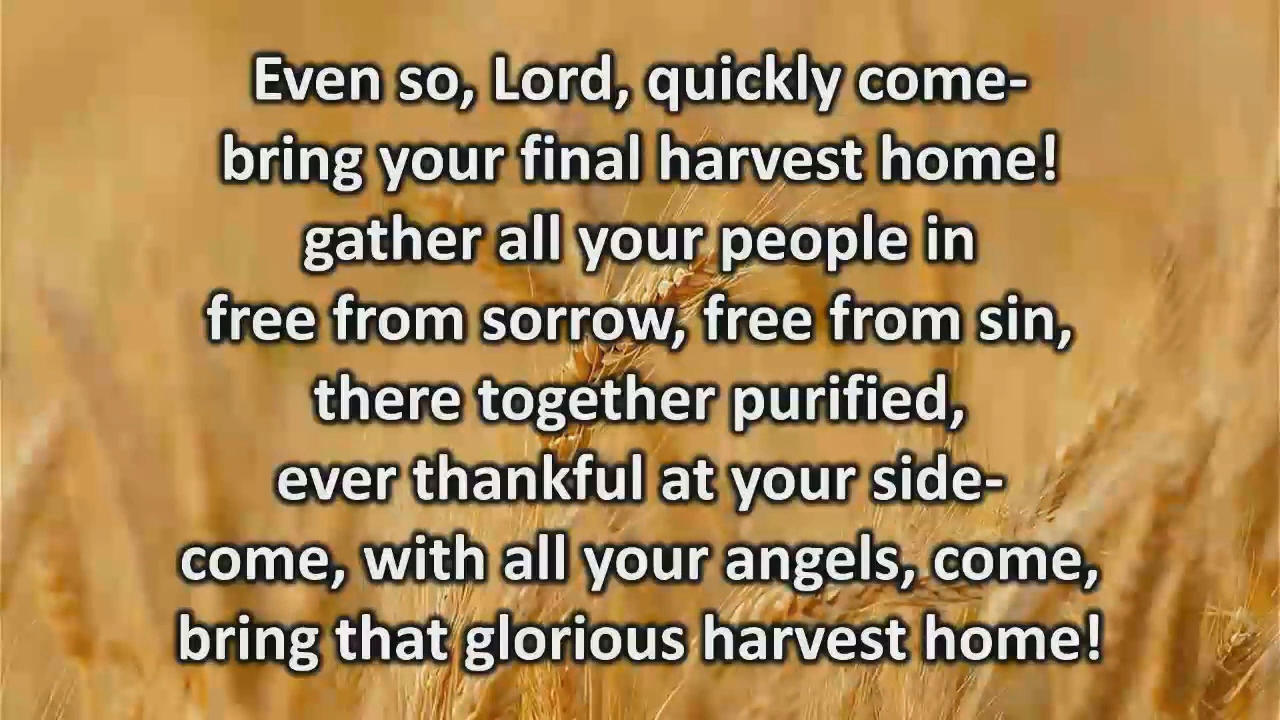 Even so, Lord, quickly come-
bring your final harvest home!
gather all your people in
free from sorrow, free from sin,
there together purified,
ever thankful at your side-
come, with all your angels, come,
bring that glorious harvest home!